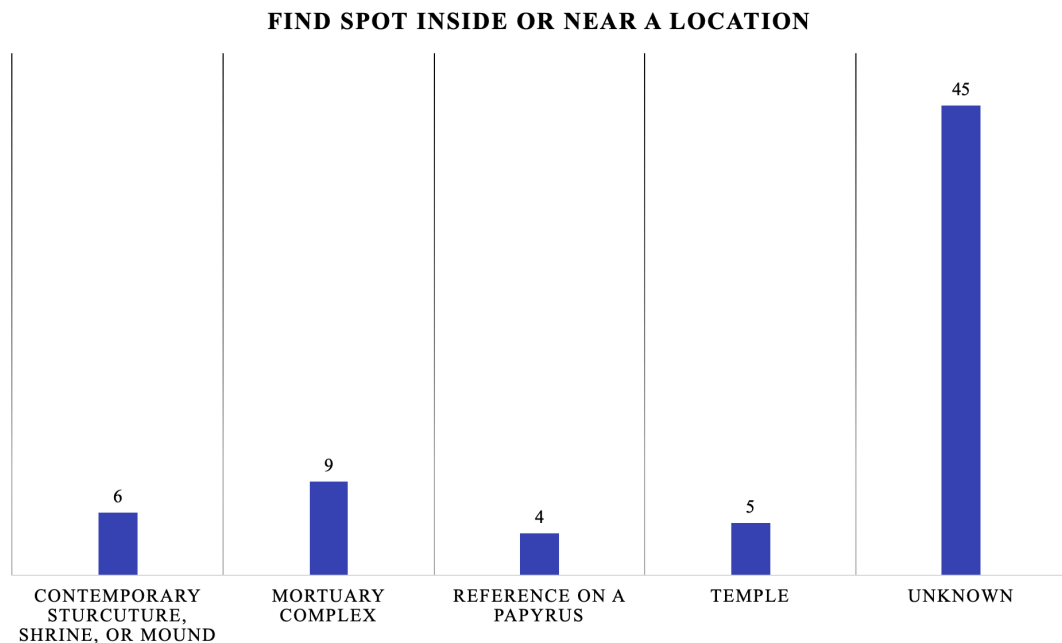 FIND SPOT INSIDE OR NEAR A LOCATION
45
9
6
5
4
CONTEMPORARY
STURCUTURE,
SHRINE, OR MOUND
MORTUARY
COMPLEX
REFERENCE ON A
PAPYRUS
TEMPLE
UNKNOWN